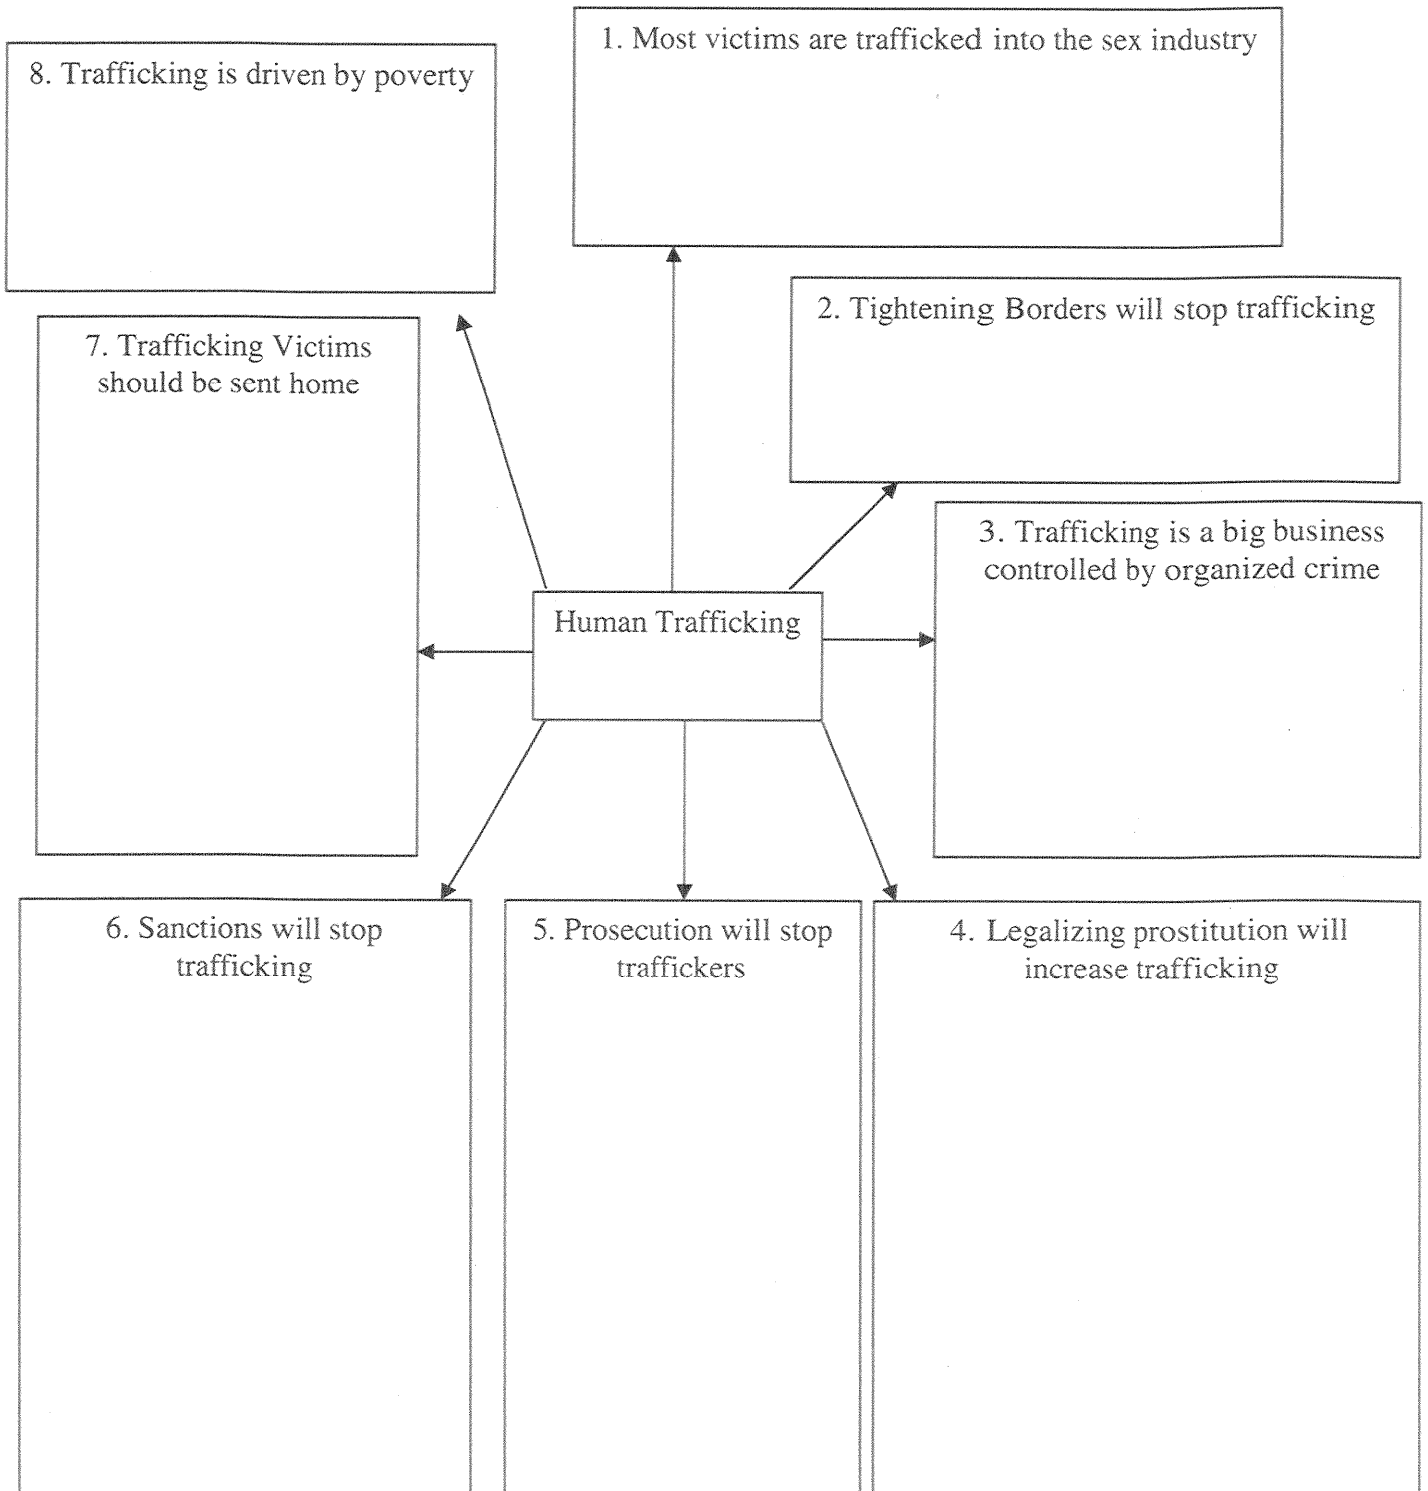 1. Most victims are trafficked into the sex industry
8. Trafficking is driven by poverty
2. Tightening Borders will stop trafficking
7. Trafficking Victims
should be sent home
3. Trafficking is a big business
controlled by organized crime
Human Trafficking
6. Sanctions will stop
trafficking
5. Prosecution will stop
traffickers
4. Legalizing prostitution will
increase trafficking